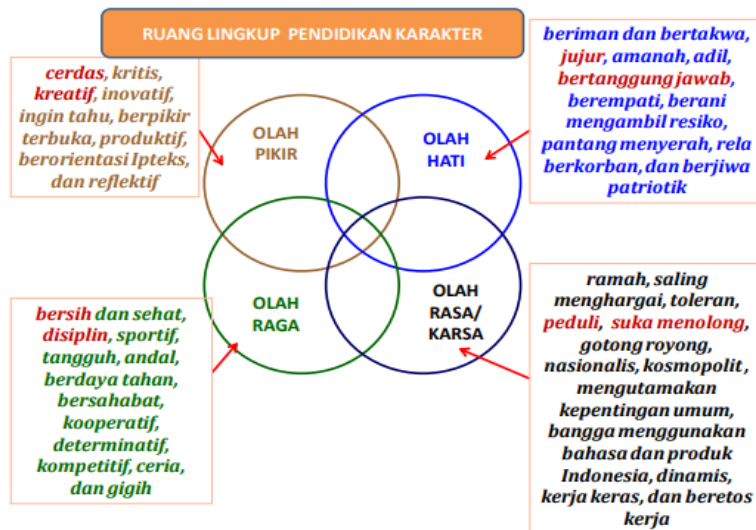 RUANG LINGKUP PENDIDIKAN KARAKTER
cerdas, kritis,
kreatif, inovatif,
ingin tahu, berpikir
terbuka, produktif,
berorientasi Ipteks,
dan reflektif
OLAH
PIKIR
OLAH
HATI
beriman dan bertakwa,
jujur, amanah, adil,
bertanggung jawab,
berempati, berani
mengambil resiko,
pantang menyerah, rela
berkorban, dan berjiwa
patriotik
bersih dan sehat,
disiplin, sportif,
tangguh, andal,
berdaya tahan,
bersahabat,
kooperatif,
determinatif,
kompetitif, ceria,
dan gigih
OLAH
RAGA
OLAH
RASA/
KARSA
ramah, saling
menghargai, toleran,
peduli, suka menolong,
gotong royong,
nasionalis, kosmopolit ,
mengutamakan
kepentingan umum,
bangga menggunakan
bahasa dan produk
Indonesia, dinamis,
kerja keras, dan beretos
kerja